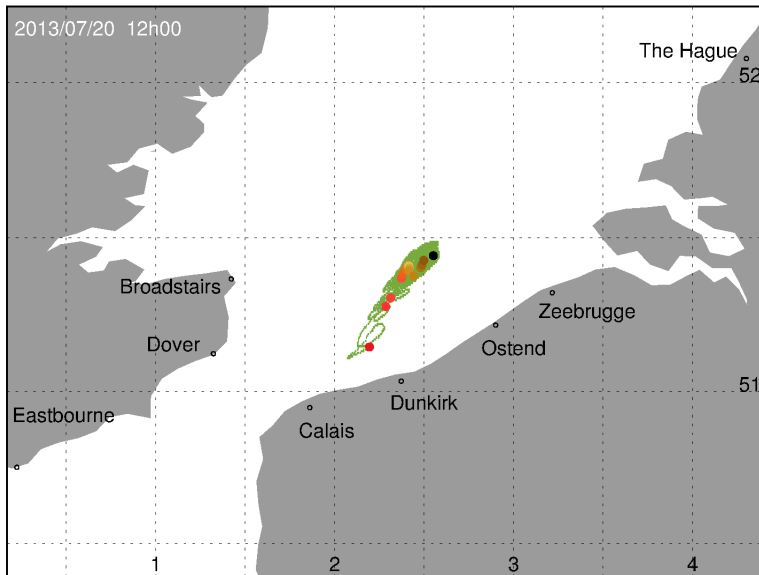 2013/07/20 12h00
The Hague
52
Broadstairs
Zeebrugge
Dover
Ostend
51
Dunkirk
Eastbourne
Calais
1 2 3 4